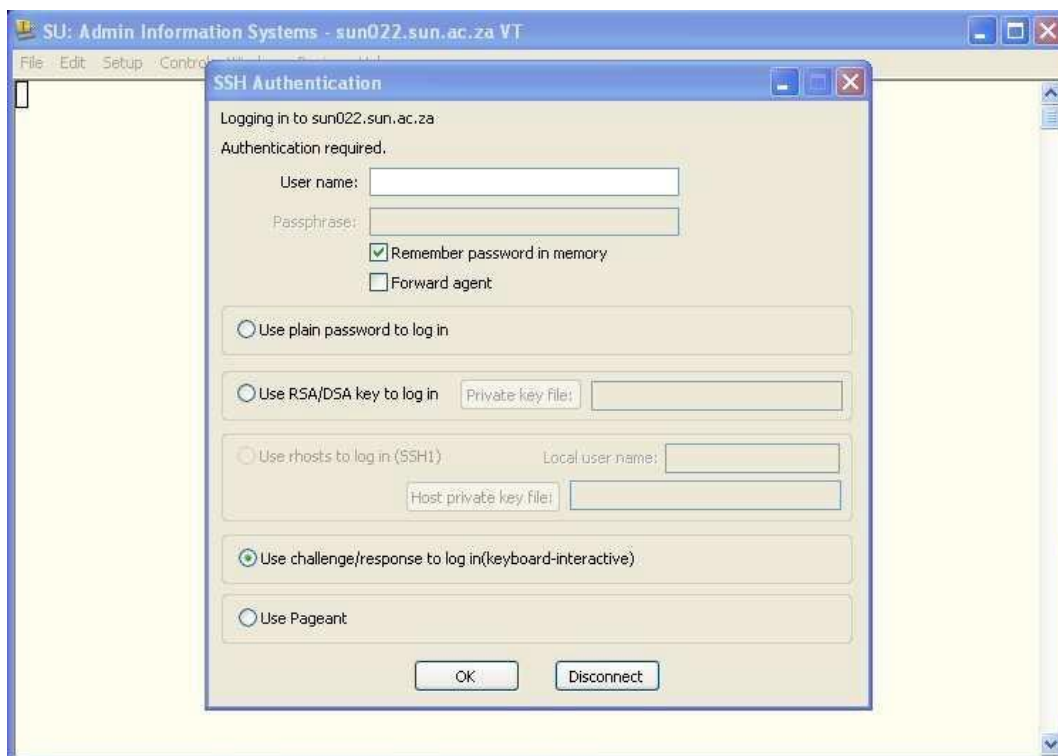 SU: Admin Information Systems - sun022.sun.ac.za VT
File Edit Setup Control
SSH Authentication
Logging in to sun022.sun.ac.za
Authentication required.
User name:
Passphrase:
Remember password in memory
Forward agent
Use plain password to log in
Use RSA/DSA key to log in Private key file:
Use rhosts to log in (SSH1) Local user name:
Host private key file:
Use challenge/response to log in(keyboard-interactive)
Use Pageant
OK Disconnect